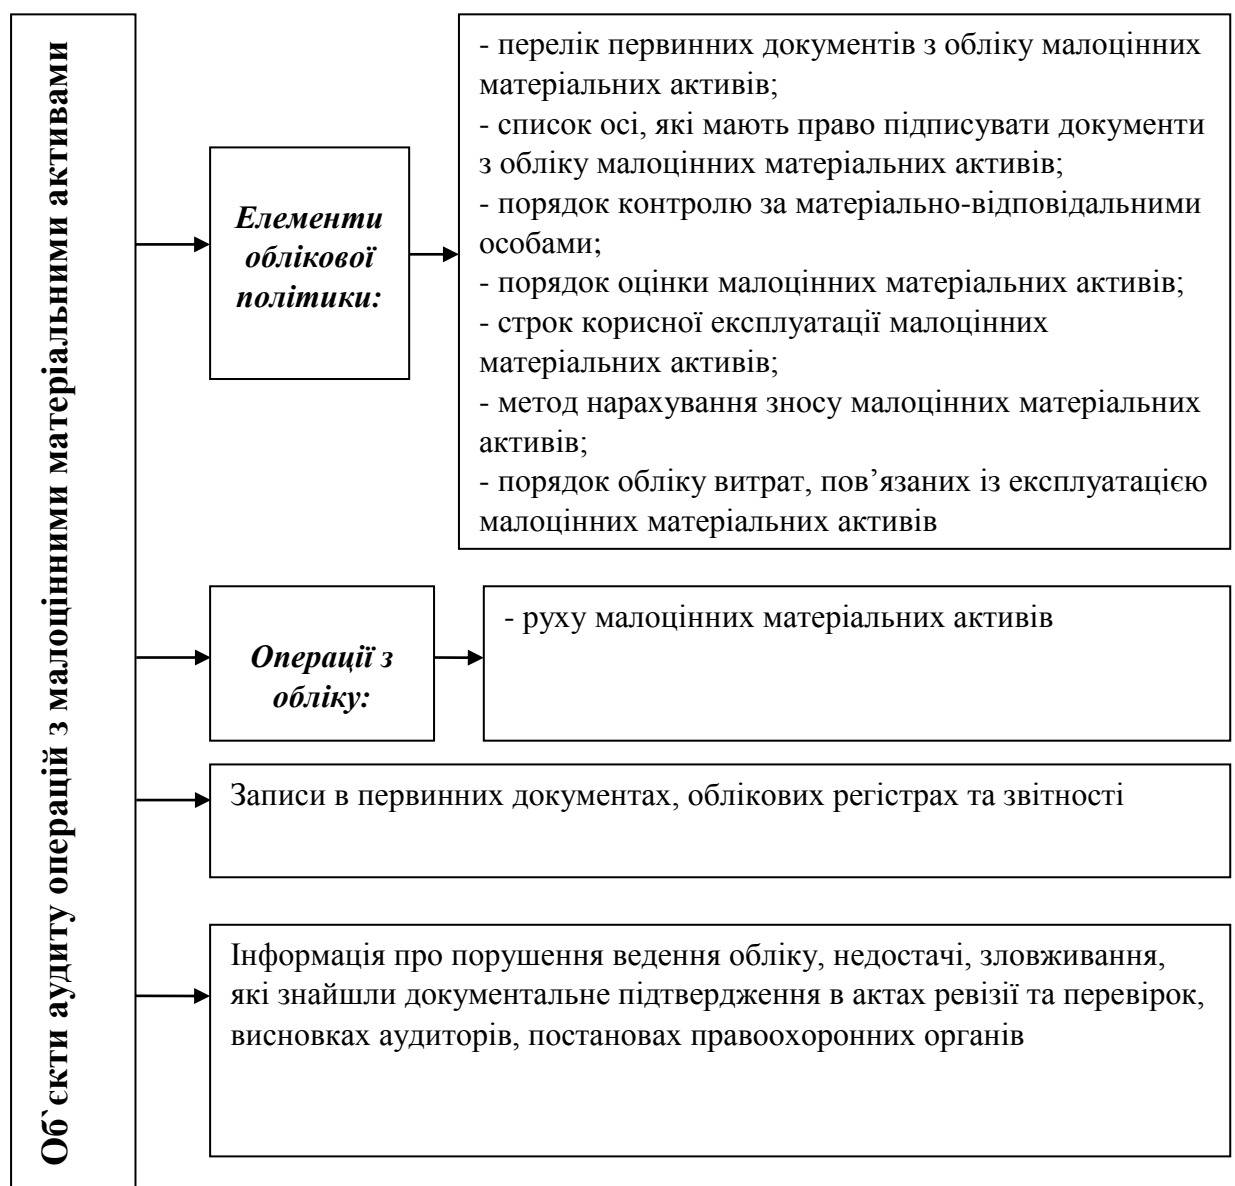 Об`єкти аудиту операцій з малоцінними матеріальними активами
Елементи
облікової
політики:
- перелік первинних документів з обліку малоцінних
матеріальних активів;
- список осі, які мають право підписувати документи
з обліку малоцінних матеріальних активів;
- порядок контролю за матеріально-відповідальними
особами;
- порядок оцінки малоцінних матеріальних активів;
- строк корисної експлуатації малоцінних
матеріальних активів;
- метод нарахування зносу малоцінних матеріальних
активів;
- порядок обліку витрат, пов’язаних із експлуатацією
малоцінних матеріальних активів
Операції з
обліку:
- руху малоцінних матеріальних активів
Записи в первинних документах, облікових регістрах та звітності
Інформація про порушення ведення обліку, недостачі, зловживання,
які знайшли документальне підтвердження в актах ревізії та перевірок,
висновках аудиторів, постановах правоохоронних органів